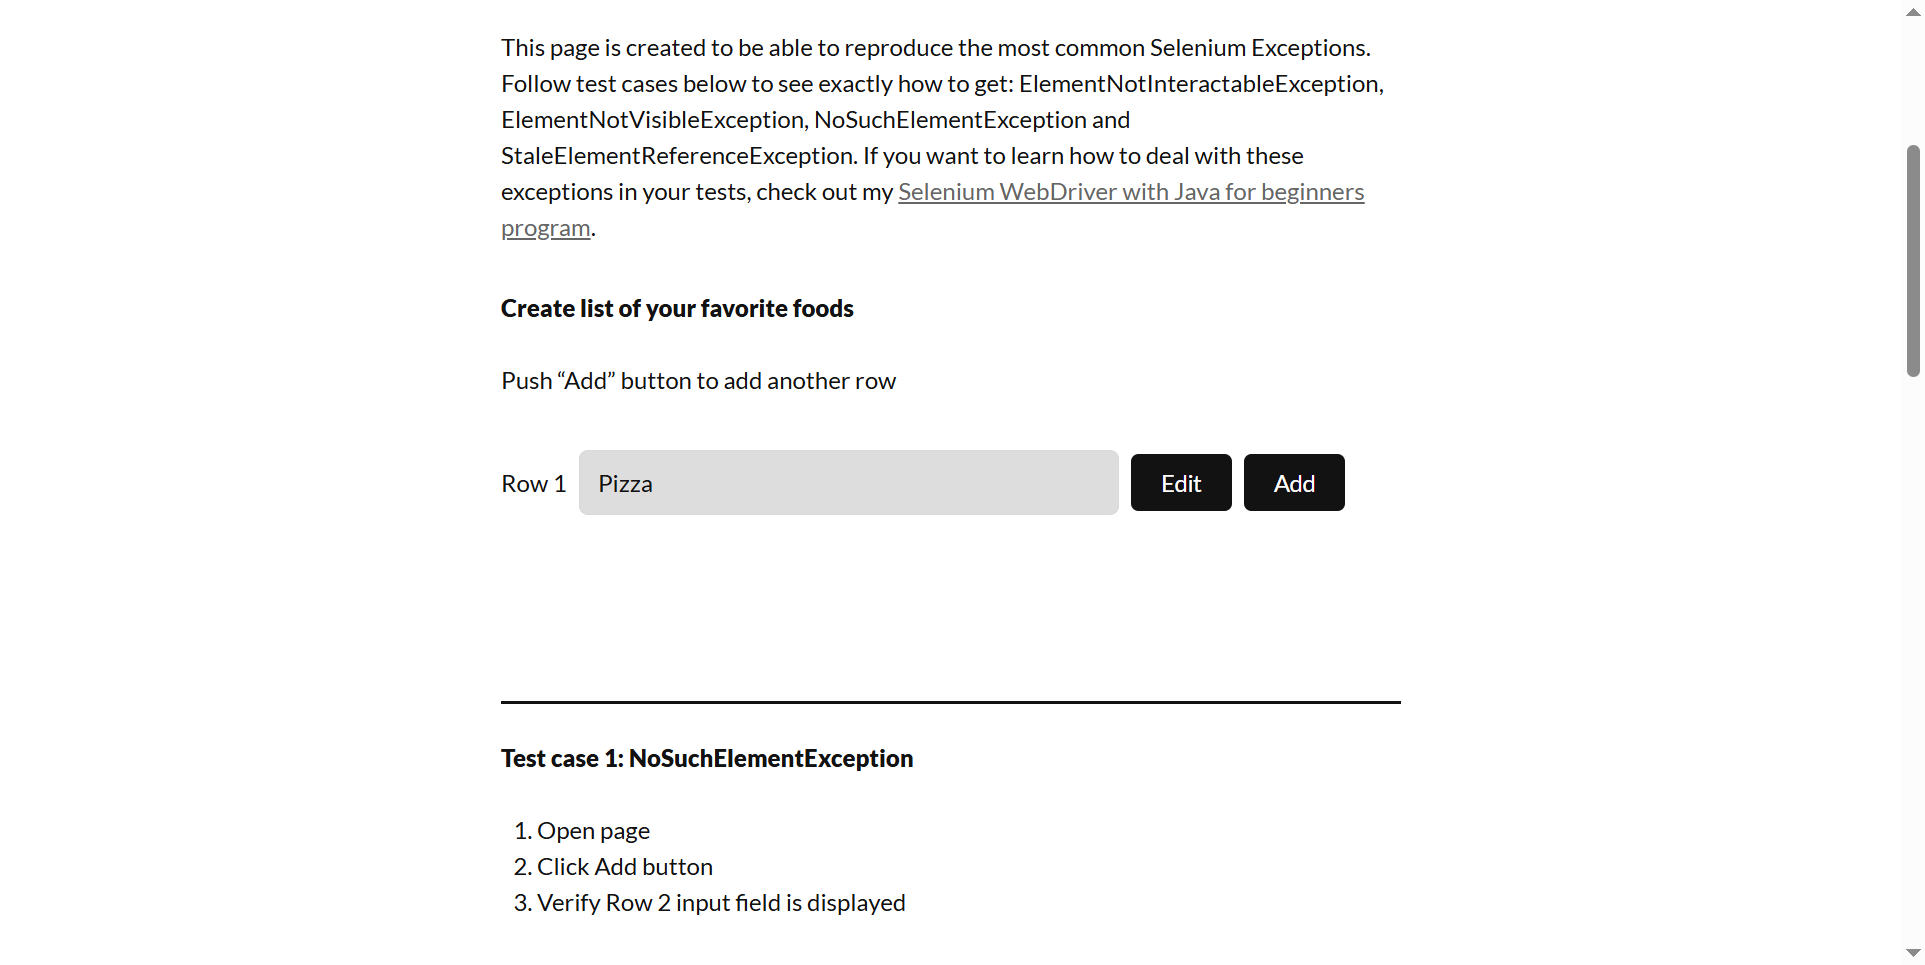 This page is created to be able to reproduce the most common Selenium Exceptions.
Follow test cases below to see exactly how to get: ElementNotInteractableException,
ElementNotVisibleException, NoSuchElementException and
StaleElementReferenceException. If you want to learn how to deal with these
exceptions in your tests, check out my Selenium WebDriver with Java for beginners
program.
Create list of your favorite foods
Push “Add” button to add another row
Row 1 Pizza Edit Add
Test case 1: NoSuchElementException
1. Open page
2. Click Add button
3. Verify Row 2 input field is displayed